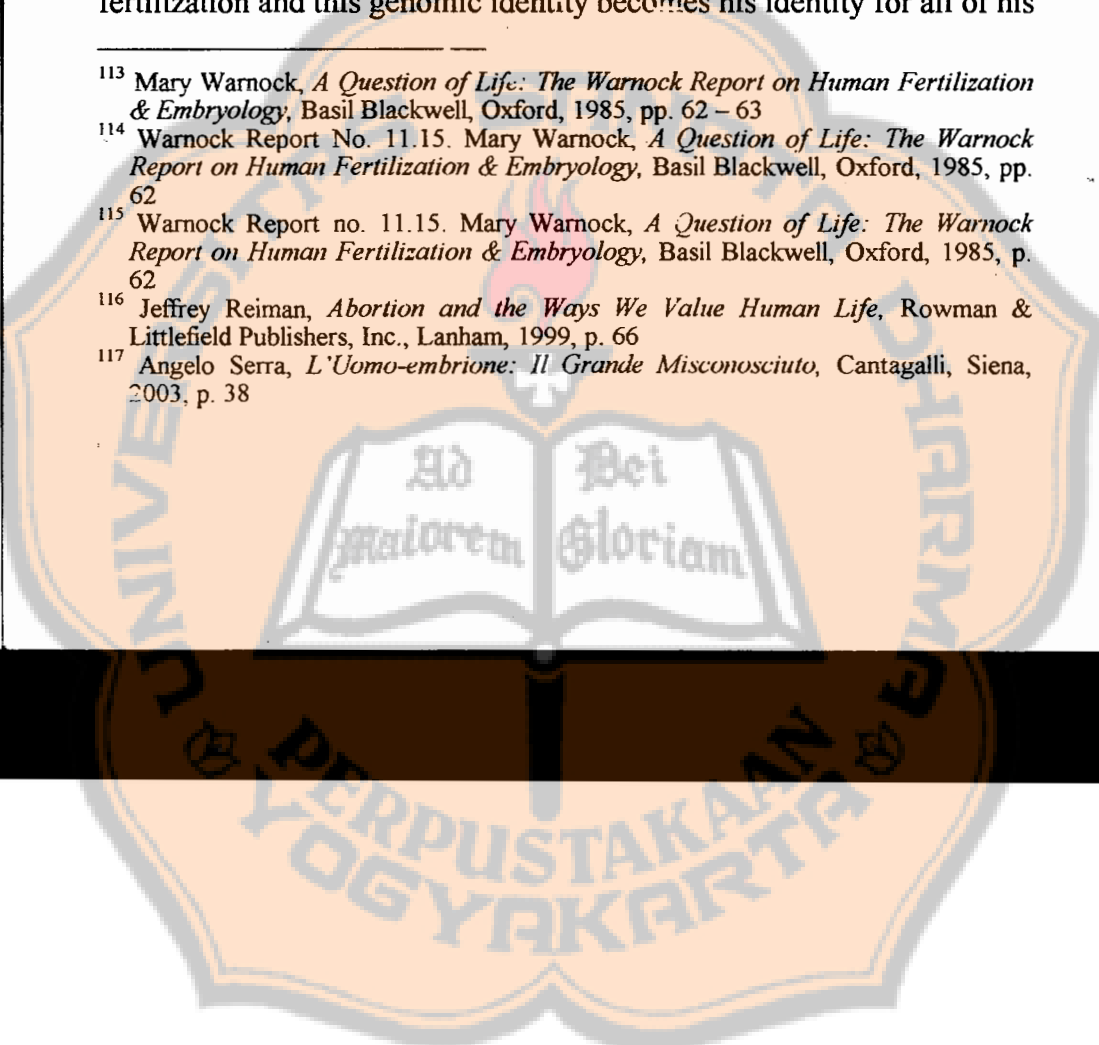 fertilization and this genomic identity becomes his identity for all of his
113 Mary Warnock, A Question of Life: The Warnock Report on Human Fertilization
& Embryology, Basil Blackwell, Oxford, 1985, pp. 62 – 63
114 Warnock Report No. 11.15. Mary Warnock, A Question of Life: The Warnock
Report on Human Fertilization & Embryology, Basil Blackwell, Oxford, 1985, pp.
62
115 Warnock Report no. 11.15. Mary Warnock, A Question of Life: The Warnock
Report on Human Fertilization & Embryology, Basil Blackwell, Oxford, 1985, p.
62
116 Jeffrey Reiman, Abortion and the Ways We Value Human Life, Rowman &
Littlefield Publishers, Inc., Lanham, 1999, p. 66
117 Angelo Serra, L'Uomo-embrione: Il Grande Misconosciuto, Cantagalli, Siena,
2003, p. 38
UNIVERSITAS SANATA DHARMA
Ad Dei
maiorem Gloriam
PERPUSTAKAAN
YOGYAKARTA